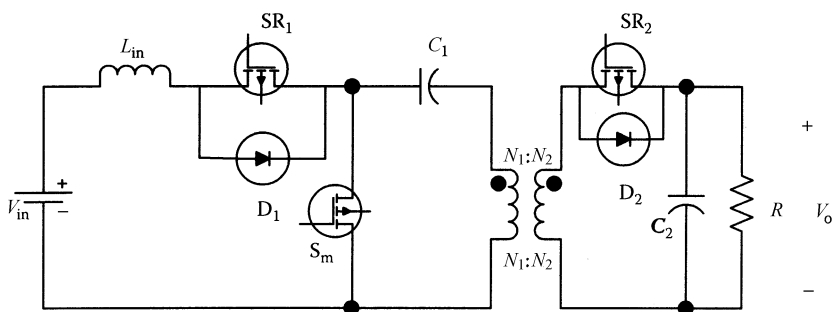 SR1
SR2
Lin
C1
+
N1:N2
D1
D2
+
Vin
−
Sm
C2
R
Vo
N1:N2
−